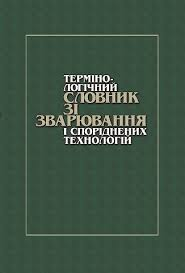 ТЕРМІНО-
ЛОГІЧНИЙ
СЛОВНИК
ЗІ
ЗВАРЮВАННЯ
І СПОРІДНЕНИХ
ТЕХНОЛОГІЙ